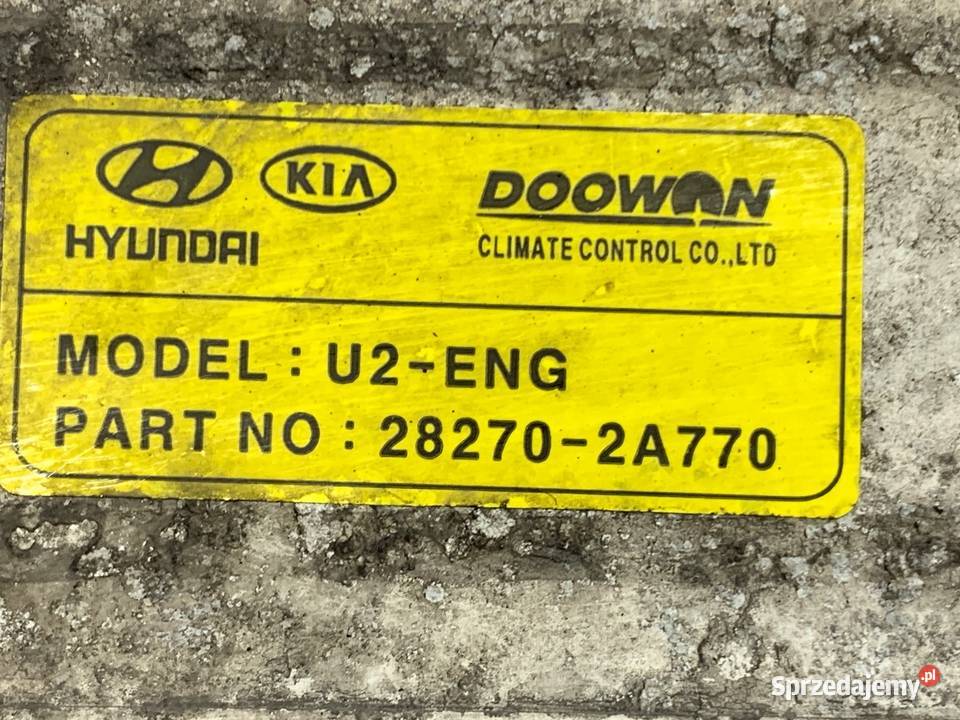 KIA
HYUNDAI
DOOWON
CLIMATE CONTROL CO.,LTD
MODEL : U2-ENG
PART NO : 28270-2A770
Sprzedajemy.pl